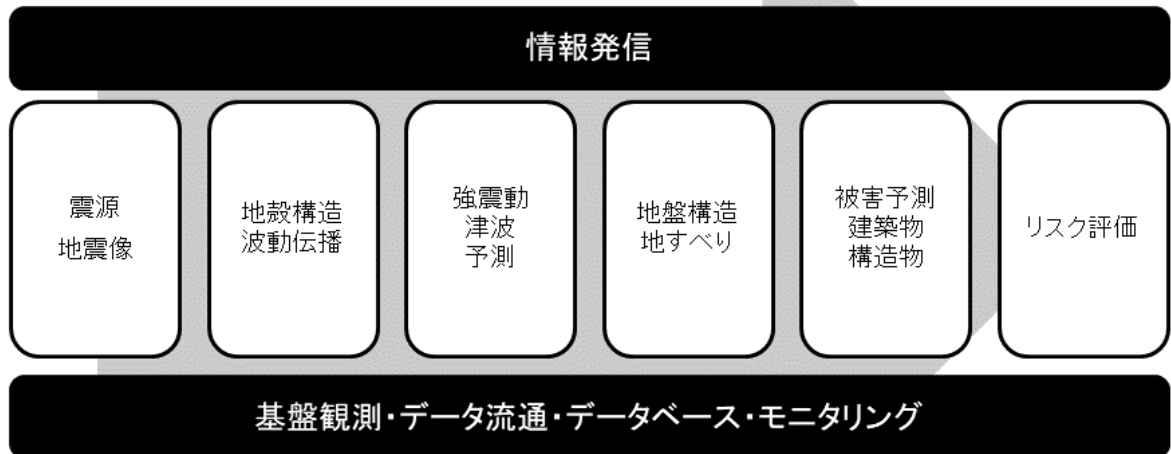 情報発信
震源
地震像
地殻構造
波動伝播
強震動
津波
予測
地盤構造
地すべり
被害予測
建築物
構造物
リスク評価
基盤観測・データ流通・データベース・モニタリング